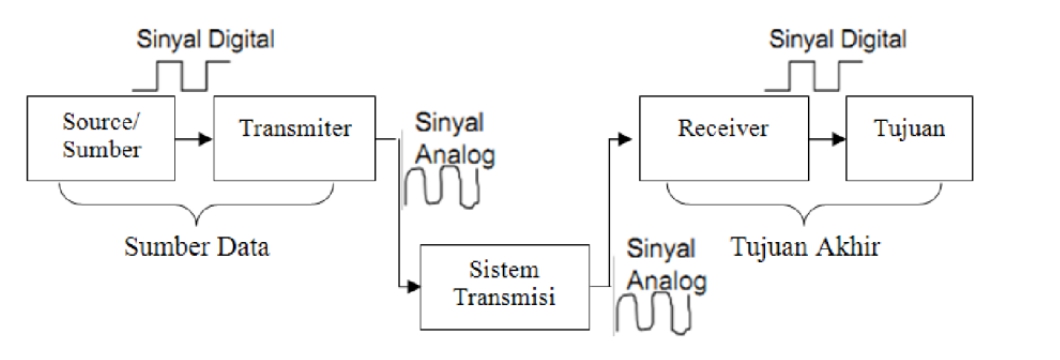 Sinyal Digital
Source/
Sumber
Transmiter
Sumber Data
Sinyal
Analog
Sistem
Transmisi
Sinyal
Analog
Sinyal Digital
Receiver
Tujuan
Tujuan Akhir